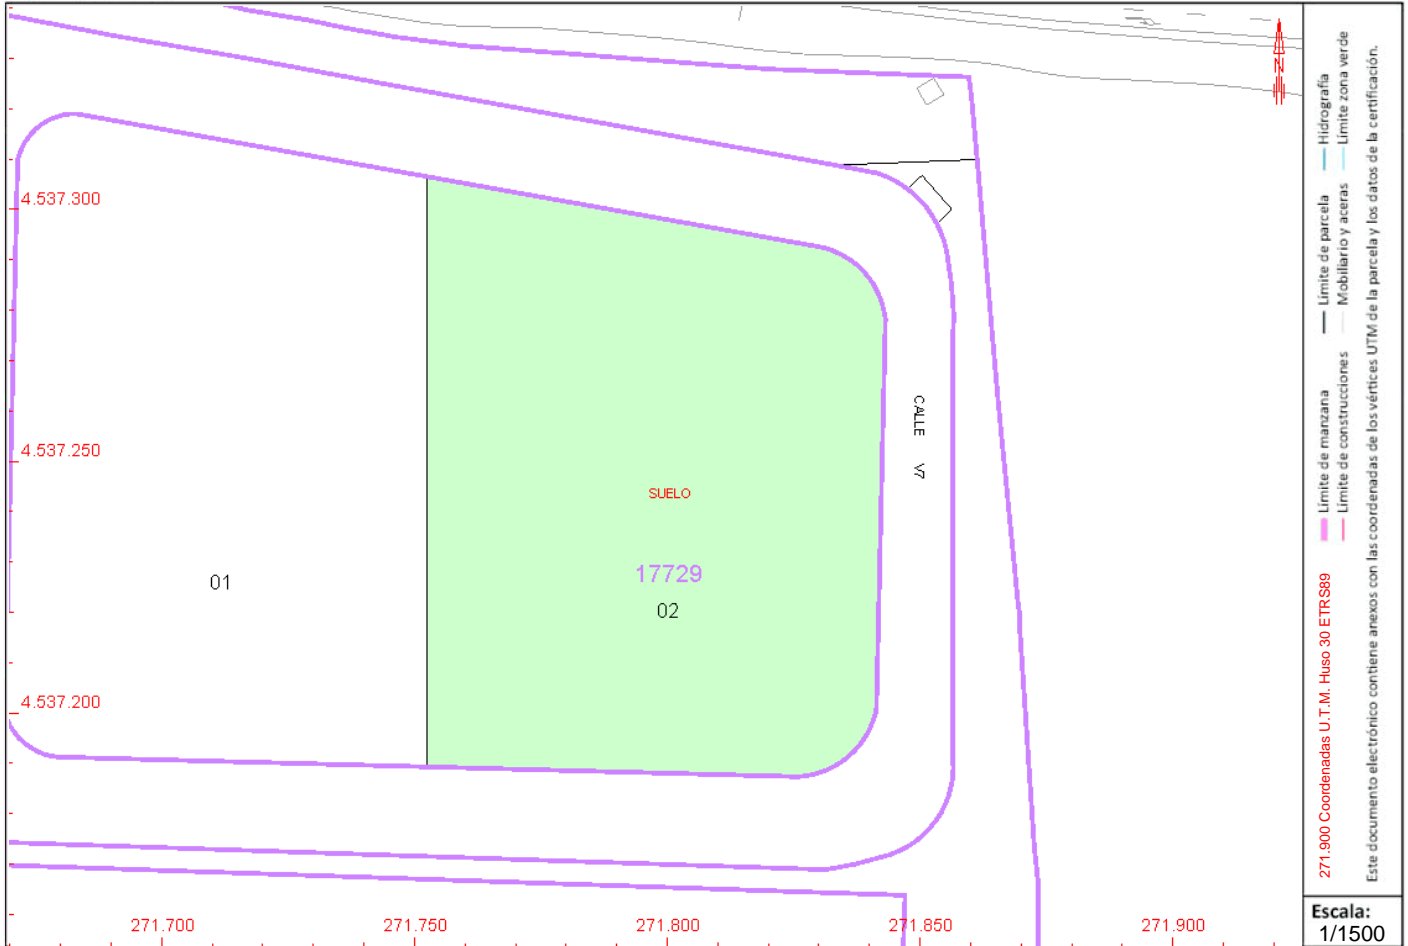 4.537.300
4.537.250
4.537.200
CALLE V7
SUELO
17729
02
01
271.700
271.750
271.800
271.850
271.900
N
Límite de manzana
Límite de parcela
Hidrografía
Límite de construcciones
Mobiliario y aceras
Límite zona verde
271.900 Coordenadas U.T.M. Huso 30 ETRS89
Este documento electrónico contiene anexos con las coordenadas de los vértices UTM de la parcela y los datos de la certificación.
Escala:
1/1500